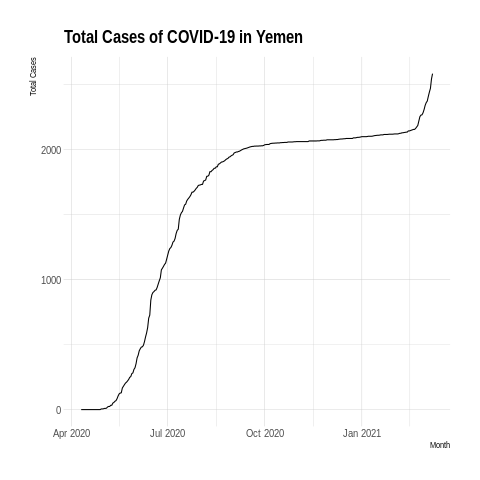 Total Cases of COVID-19 in Yemen
Total Cases
2000
1000
0
Apr 2020 Jul 2020 Oct 2020 Jan 2021
Month